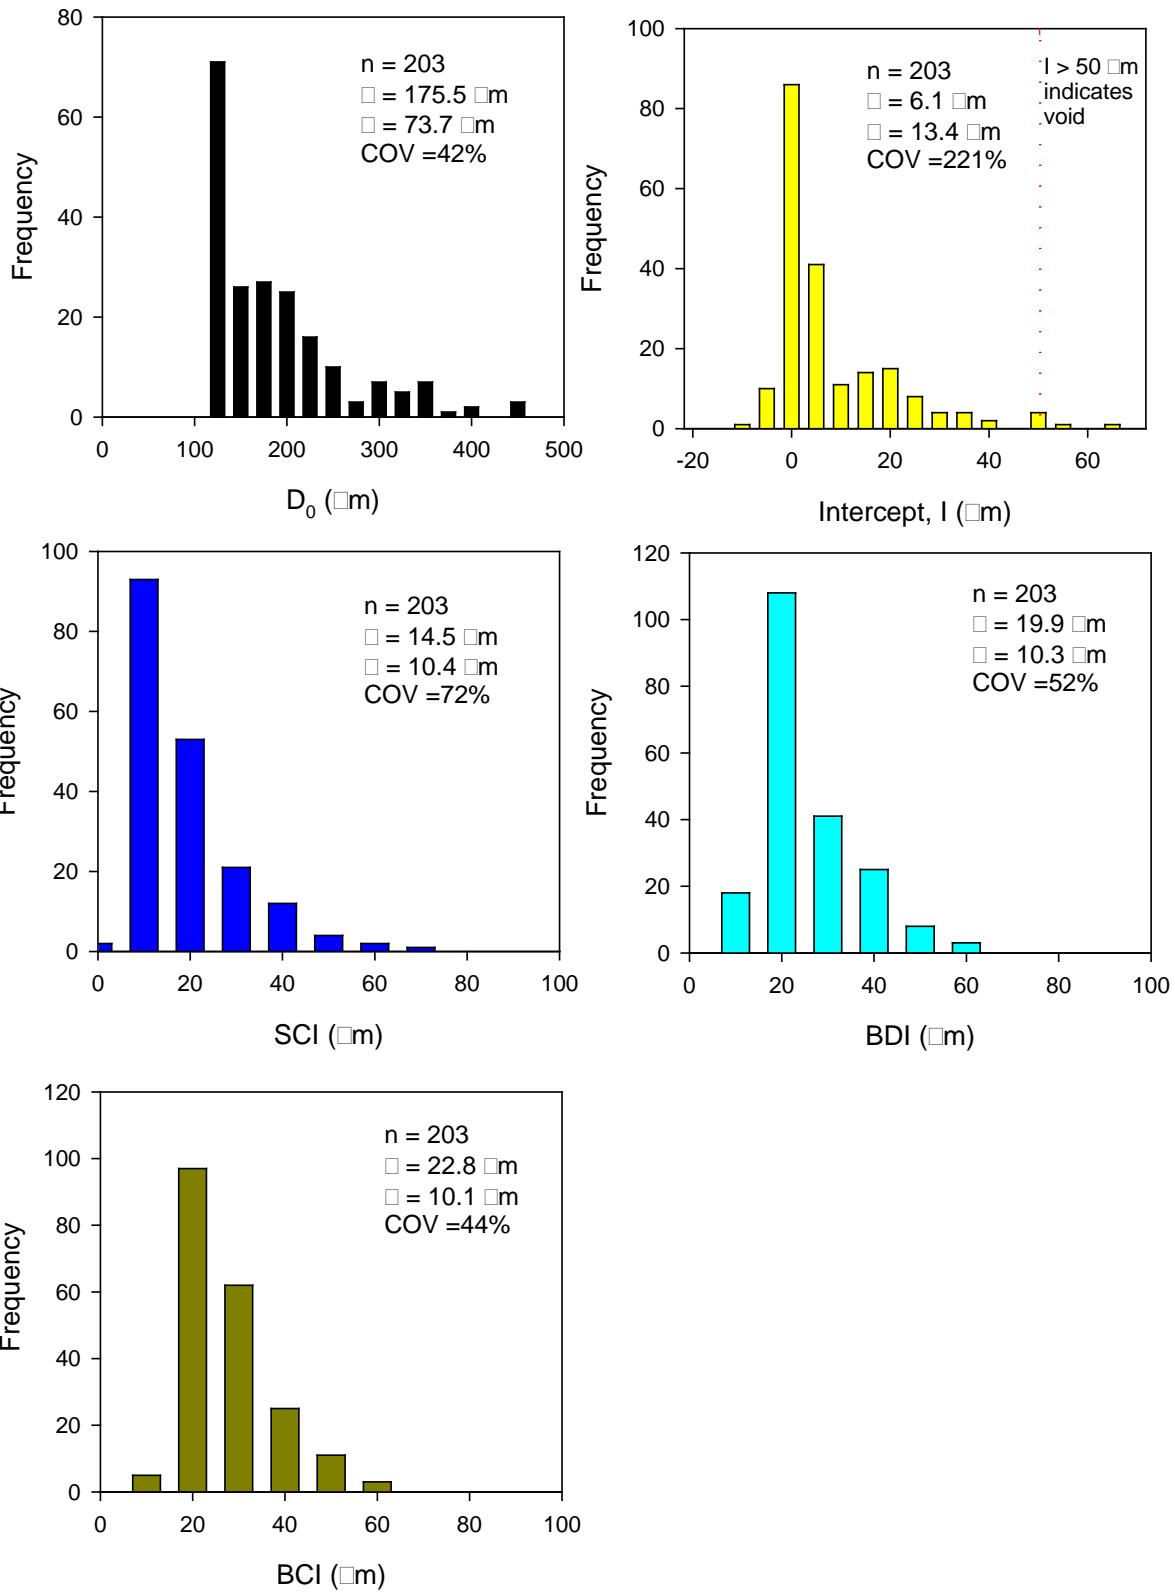 80
60
40
20
0
Frequency
n = 203
□ = 175.5 □m
□ = 73.7 □m
COV =42%
0 100 200 300 400 500
D0 (□m)
100
80
60
40
20
0
Frequency
n = 203
□ = 6.1 □m
□ = 13.4 □m
COV =221%
I > 50 □m
indicates
void
-20 0 20 40 60
Intercept, I (□m)
100
80
60
40
20
0
Frequency
n = 203
□ = 14.5 □m
□ = 10.4 □m
COV =72%
0 20 40 60 80 100
SCI (□m)
120
100
80
60
40
20
0
Frequency
n = 203
□ = 19.9 □m
□ = 10.3 □m
COV =52%
0 20 40 60 80 100
BDI (□m)
120
100
80
60
40
20
0
Frequency
n = 203
□ = 22.8 □m
□ = 10.1 □m
COV =44%
0 20 40 60 80 100
BCI (□m)